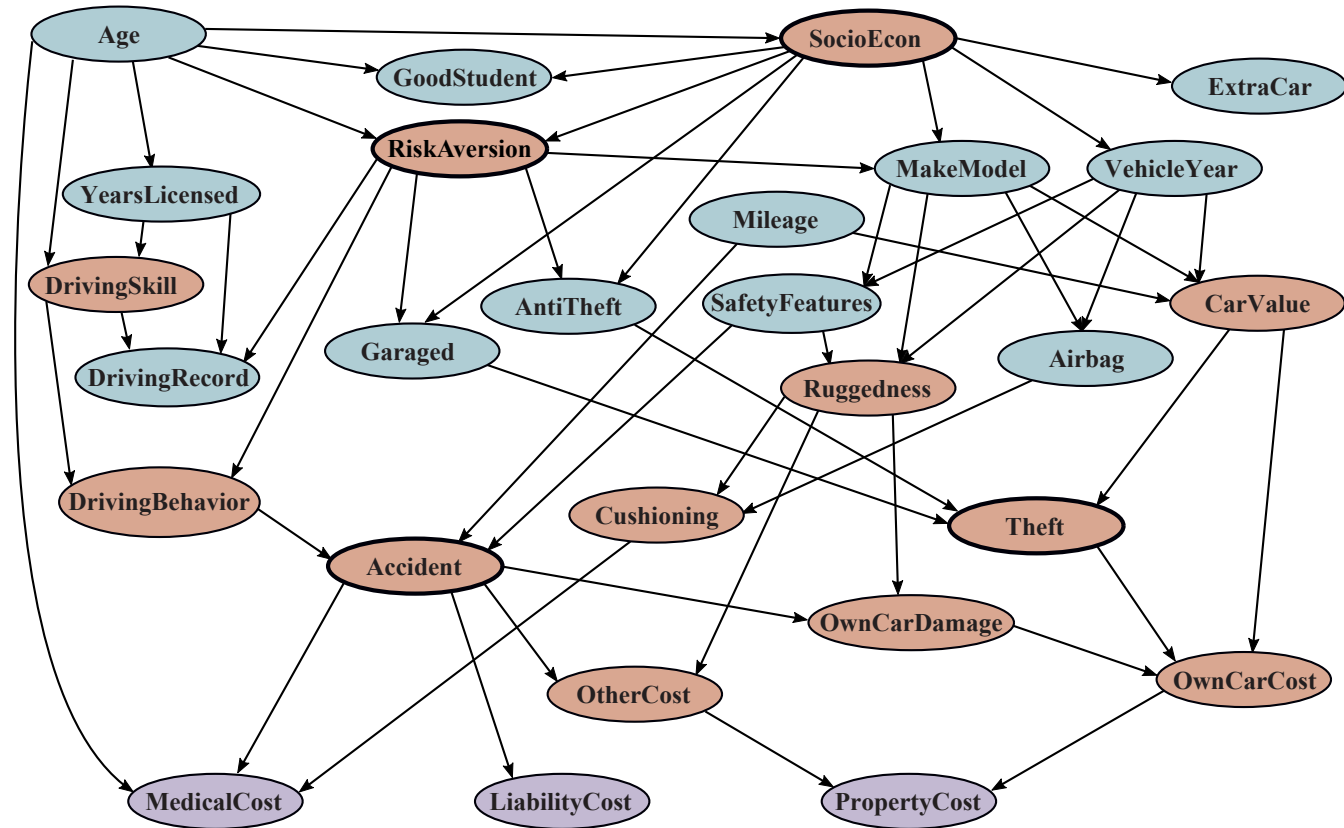 Age
SocioEcon
GoodStudent
ExtraCar
RiskAversion
MakeModel
VehicleYear
YearsLicensed
Mileage
DrivingSkill
AntiTheft
SafetyFeatures
CarValue
Garaged
Airbag
DrivingRecord
Ruggedness
DrivingBehavior
Cushioning
Theft
Accident
OwnCarDamage
OtherCost
OwnCarCost
MedicalCost
LiabilityCost
PropertyCost